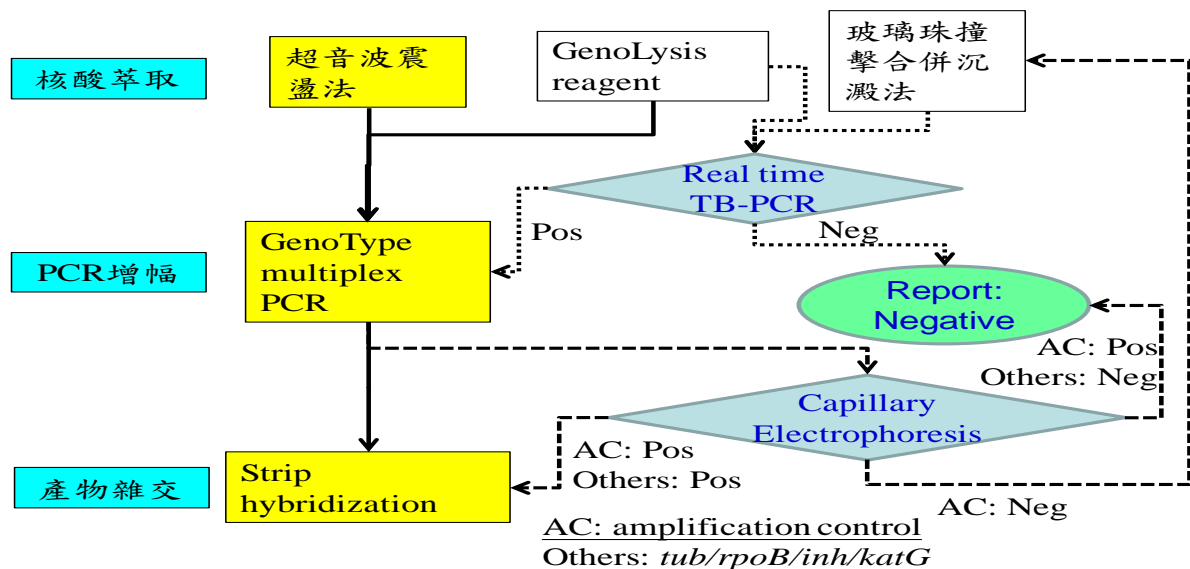 核酸萃取
超音波震
盪法
GenoLysis
reagent
玻璃珠撞
擊合併沉
澱法
Real time
TB-PCR
Pos
Neg
PCR增幅
GenoType
multiplex
PCR
Report:
Negative
AC: Pos
Others: Neg
Capillary
Electrophoresis
AC: Pos
Others: Pos
產物雜交
Strip
hybridization
AC: Neg
AC: amplification control
Others: tub/rpoB/inh/katG